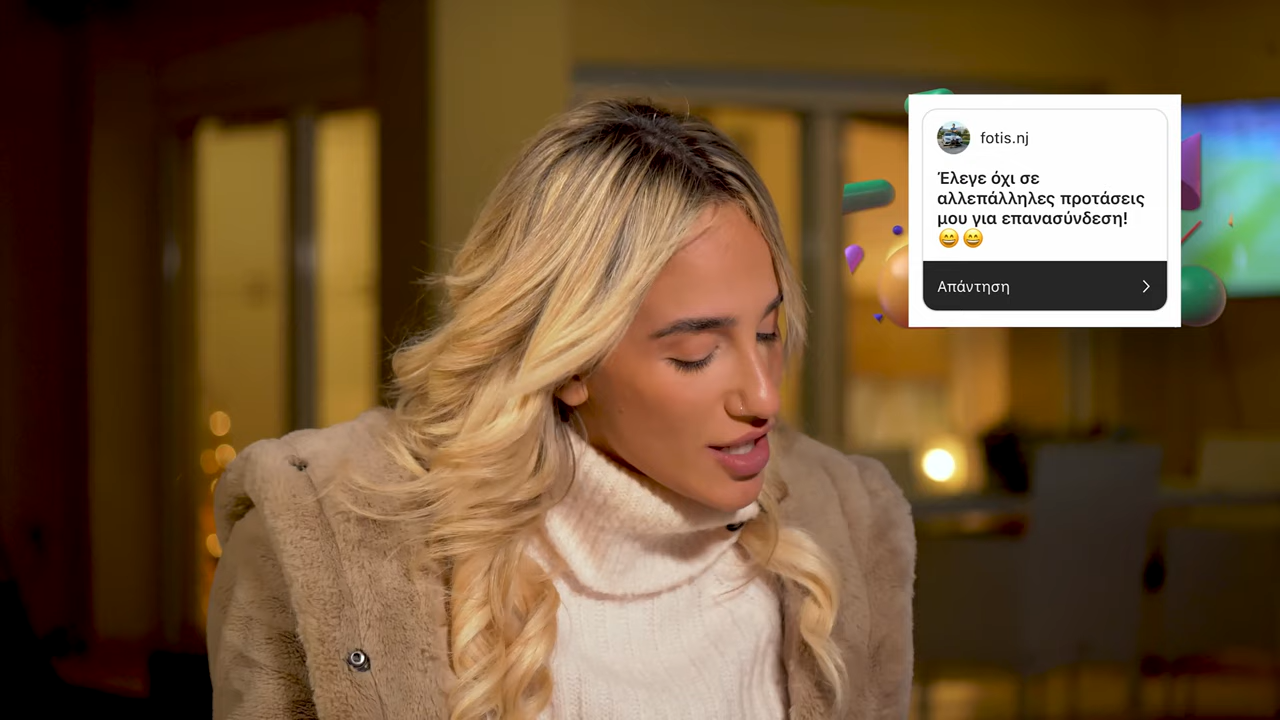 fotis.nj
Έλεγε όχι σε
αλλεπάλληλες προτάσεις
μου για επανασύνδεση!
😄😄
Απάντηση